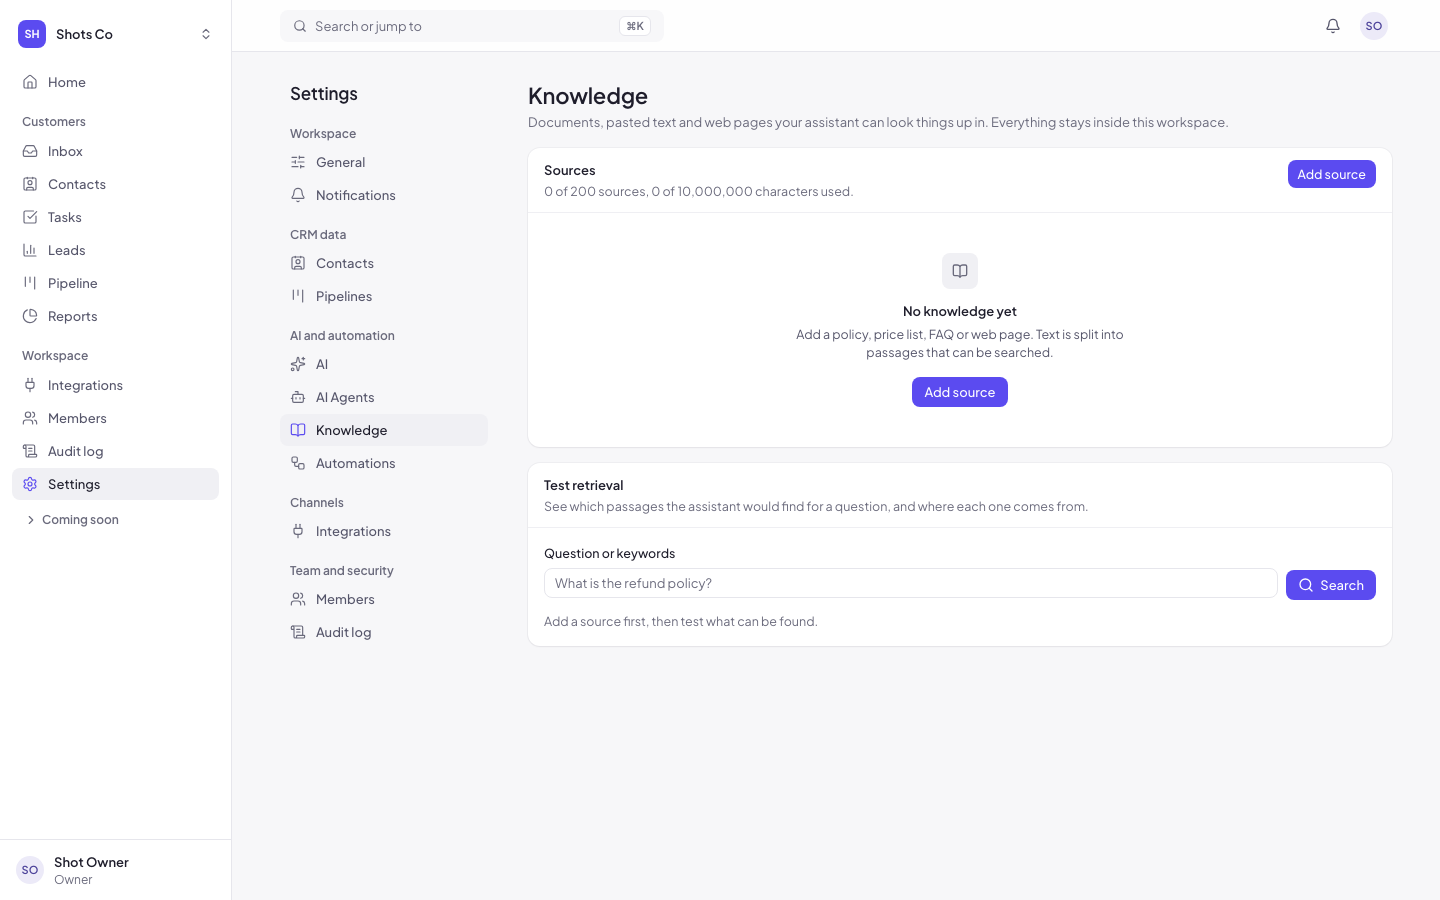 SH
Shots Co
Search or jump to
⌘K
SO
Home
Customers
Inbox
Contacts
Tasks
Leads
Pipeline
Reports
Workspace
Integrations
Members
Audit log
Settings
Coming soon
SO
Shot Owner
Owner
Settings
Workspace
General
Notifications
CRM data
Contacts
Pipelines
AI and automation
AI
AI Agents
Knowledge
Automations
Channels
Integrations
Team and security
Members
Audit log
Knowledge
Documents, pasted text and web pages your assistant can look things up in. Everything stays inside this workspace.
Sources
0 of 200 sources, 0 of 10,000,000 characters used.
Add source
No knowledge yet
Add a policy, price list, FAQ or web page. Text is split into
passages that can be searched.
Add source
Test retrieval
See which passages the assistant would find for a question, and where each one comes from.
Question or keywords
What is the refund policy?
Search
Add a source first, then test what can be found.